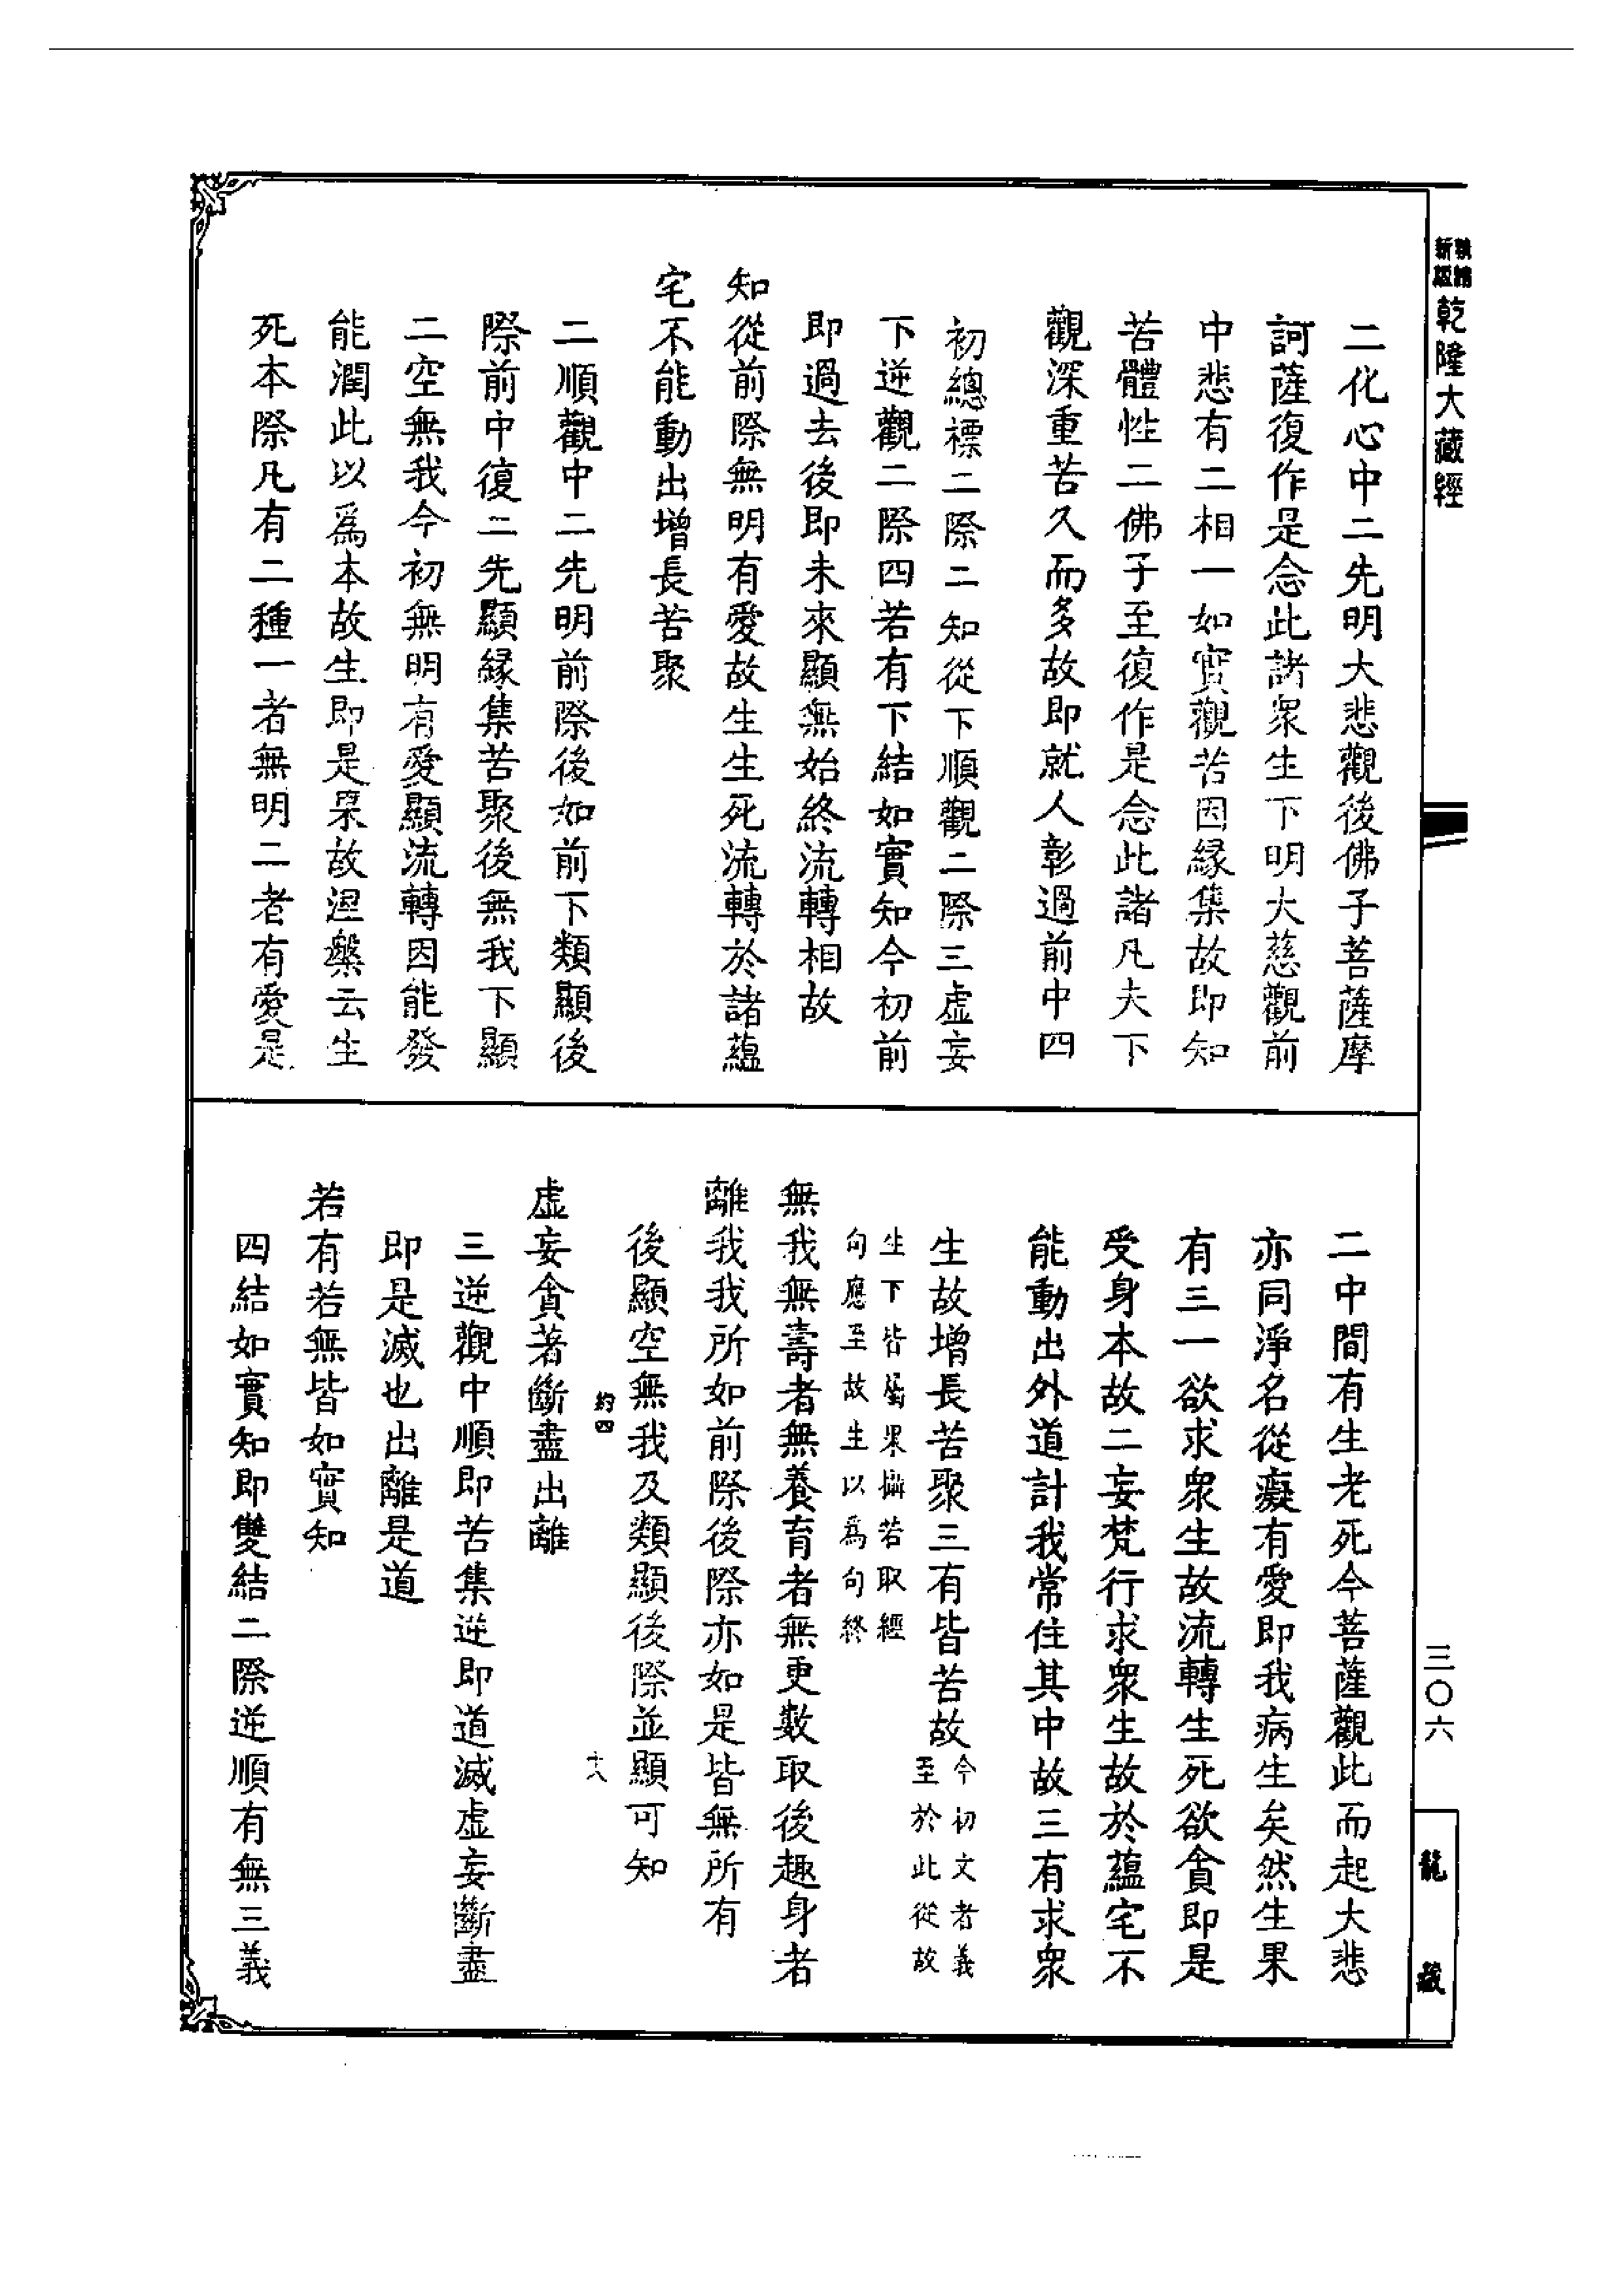 新編縮版 乾隆大藏經
二化心中二先明大悲觀後佛子菩薩摩
訶薩復作是念此諸衆生下明大慈觀前
中悲有二相一如實觀苦因緣集故即知
苦體性二佛子至復作是念此諸凡夫下
觀深重苦久而多故即就人彰過前中四
初總標二際二知從下順觀二際三虛妄
下逆觀二際四若有下結如實知今初前
即過去後即未來顯無始終流轉相故
知從前際無明有愛故生生死流轉於諸蘊
宅不能動出增長苦聚
二順觀中二先明前際後如前下類顯後
際前中復二先顯緣集苦聚後無我下顯
二空無我今初無明有愛顯流轉因能發
能潤此以爲本故生即是果故涅槃云生
死本際凡有二種一者無明二者有愛是
二中間有生老死今菩薩觀此而起大悲
亦同淨名從癡有愛即我病生矣然生果
有三一欲求衆生故流轉生死欲貪即是
受身本故二妄梵行求衆生故於蘊宅不
能動出外道計我常住其中故三有求衆
生故增長苦聚三有皆苦故今初文者義
至於此從故
生下皆屬果攝若取經
句應至故生以爲句終
無我無壽者無養育者無更數取後趣身者
離我我所如前際後際亦如是皆無所有
後顯空無我及類顯後際並顯可知
約四
十八
虛妄貪著斷盡出離
三逆觀中順即苦集逆即道滅虛妄斷盡
即是滅也出離是道
若有若無皆如實知
四結如實知即雙結二際逆順有無三義
三〇六
龍藏